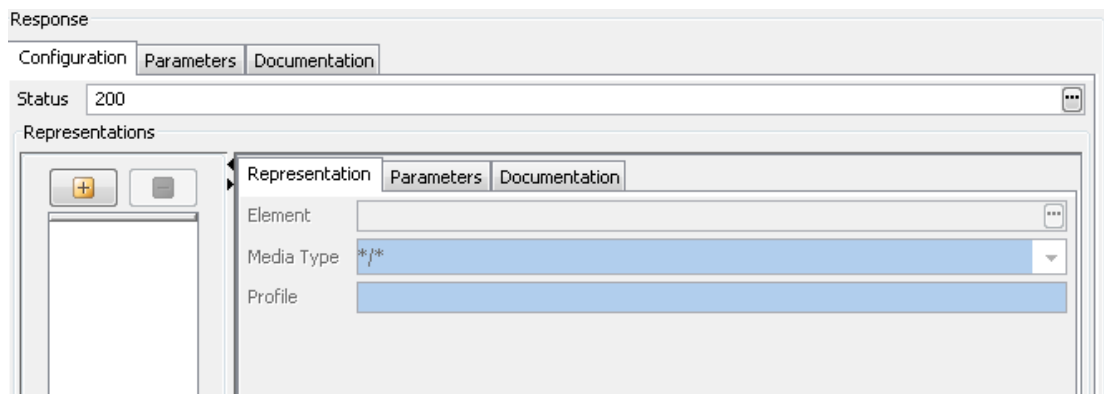 Response
Configuration Parameters Documentation
Status 200
Representations
Representation Parameters Documentation
Element
Media Type */*
Profile